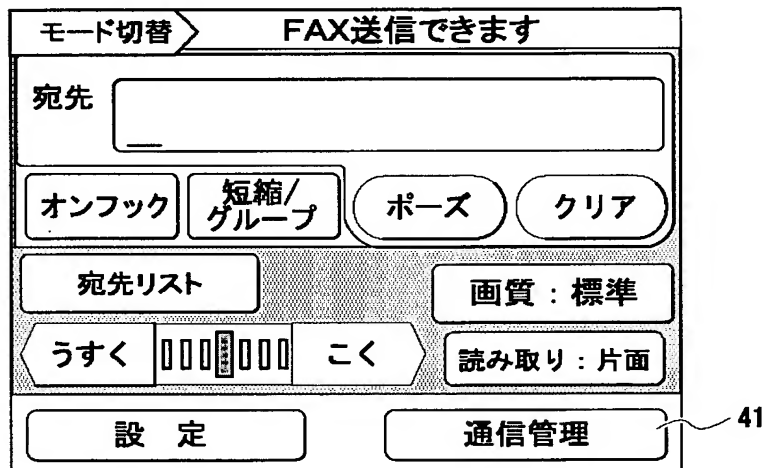 モード切替 FAX送信できます
宛先
オンフック 短縮/グループ ポーズ クリア
宛先リスト 画質：標準
うすく こく 読み取り：片面
設 定 通信管理 41